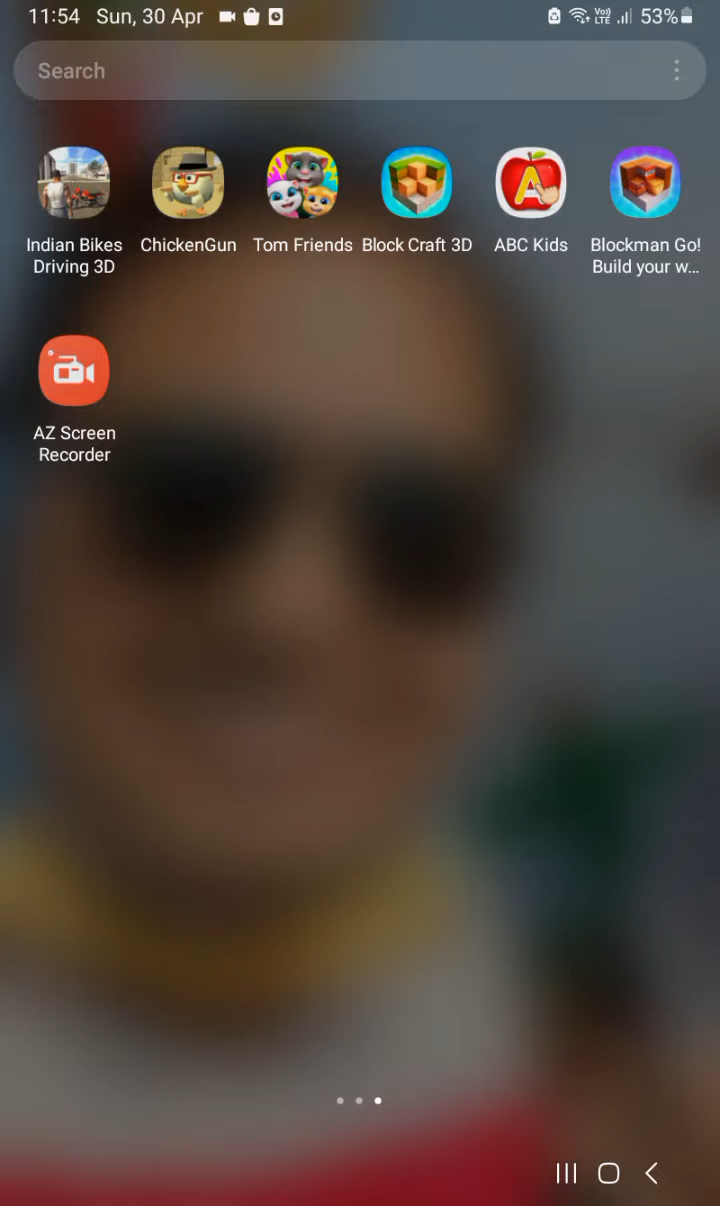 11:54 Sun, 30 Apr VoLTE 53%
Search
Indian Bikes Driving 3D
ChickenGun
Tom Friends
Block Craft 3D
ABC Kids
Blockman Go! Build your w...
AZ Screen Recorder
A